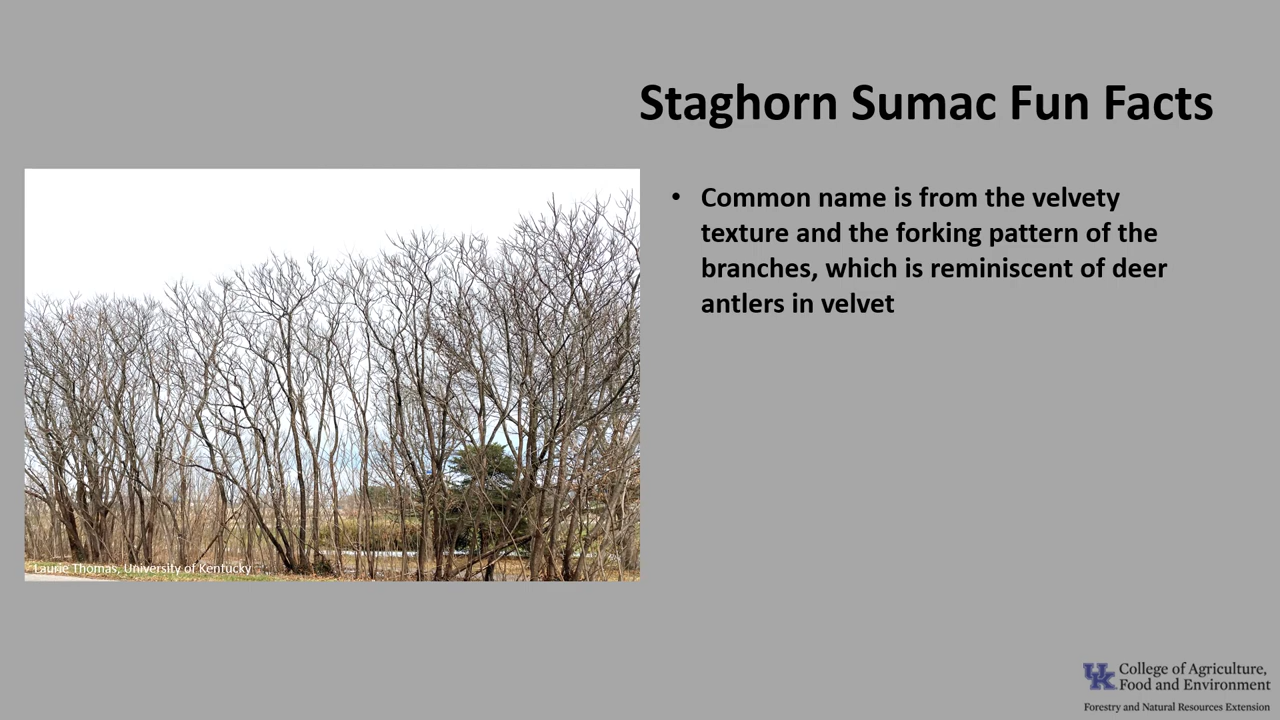 Staghorn Sumac Fun Facts
• Common name is from the velvety
texture and the forking pattern of the
branches, which is reminiscent of deer
antlers in velvet
Laurie Thomas, University of Kentucky
UK College of Agriculture,
Food and Environment
Forestry and Natural Resources Extension